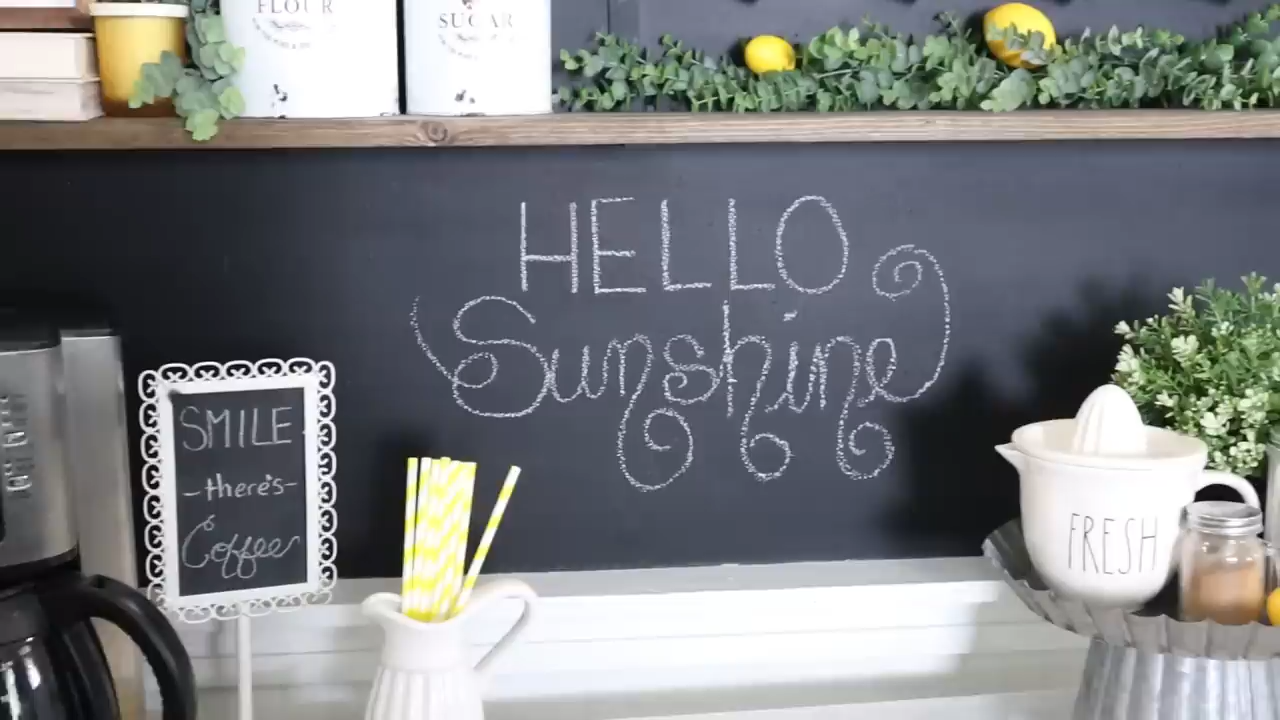 FLOUR
SUGAR
HELLO
Sunshine
SMILE
-there's-
Coffee
FRESH